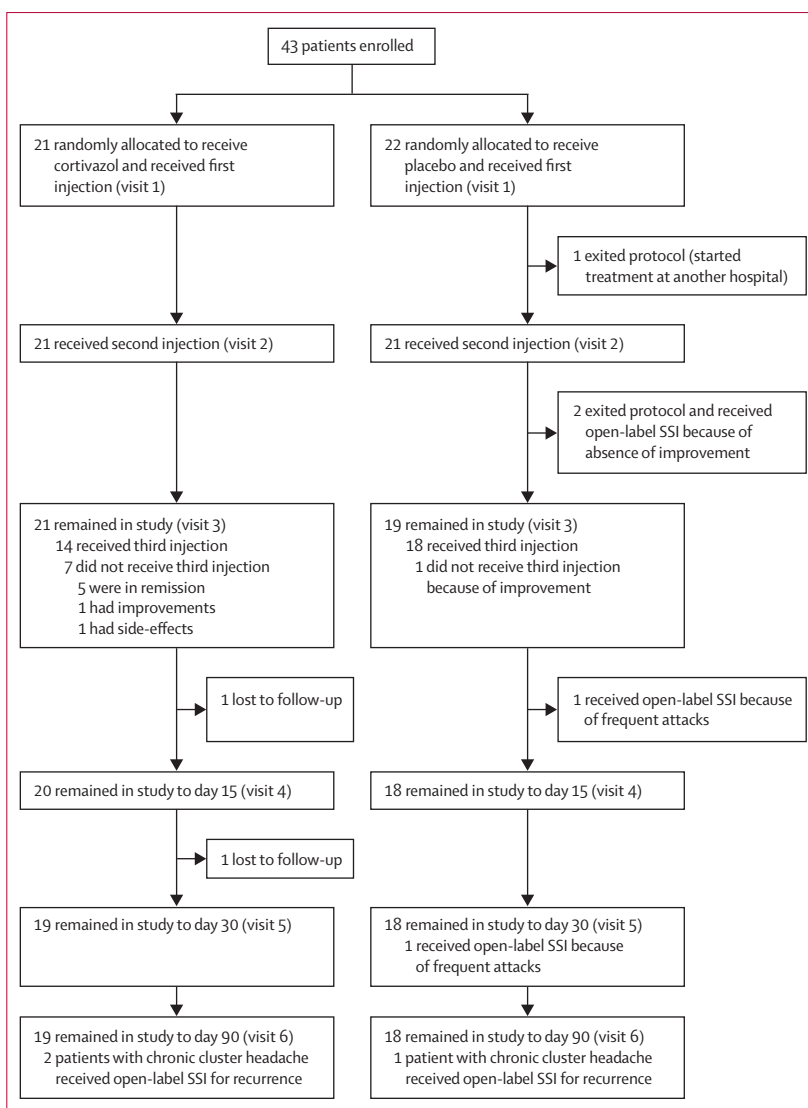 43 patients enrolled
21 randomly allocated to receive
cortivazol and received first
injection (visit 1)
22 randomly allocated to receive
placebo and received first
injection (visit 1)
1 exited protocol (started
treatment at another hospital)
21 received second injection (visit 2)
21 received second injection (visit 2)
2 exited protocol and received
open-label SSI because of
absence of improvement
21 remained in study (visit 3)
14 received third injection
7 did not receive third injection
5 were in remission
1 had improvements
1 had side-effects
19 remained in study (visit 3)
18 received third injection
1 did not receive third injection
because of improvement
1 lost to follow-up
1 received open-label SSI because
of frequent attacks
20 remained in study to day 15 (visit 4)
18 remained in study to day 15 (visit 4)
1 lost to follow-up
19 remained in study to day 30 (visit 5)
18 remained in study to day 30 (visit 5)
1 received open-label SSI because
of frequent attacks
19 remained in study to day 90 (visit 6)
2 patients with chronic cluster headache
received open-label SSI for recurrence
18 remained in study to day 90 (visit 6)
1 patient with chronic cluster headache
received open-label SSI for recurrence